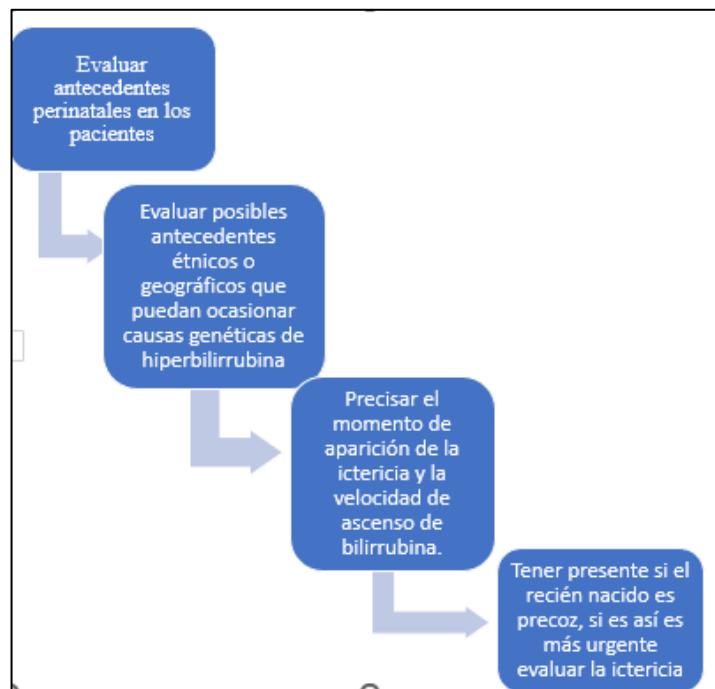 Evaluar
antecedentes
perinatales en los
pacientes
Evaluar posibles
antecedentes
étnicos o
geográficos que
puedan ocasionar
causas genéticas de
hiperbilirrubina
Precisar el
momento de
aparición de la
ictericia y la
velocidad de
ascenso de
bilirrubina.
Tener presente si el
recién nacido es
precoz, si es así es
más urgente
evaluar la ictericia